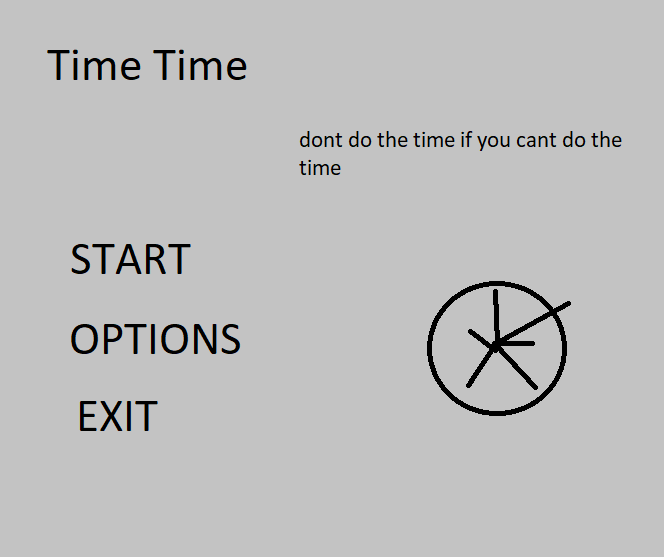 Time Time
dont do the time if you cant do the
time
START
OPTIONS
EXIT